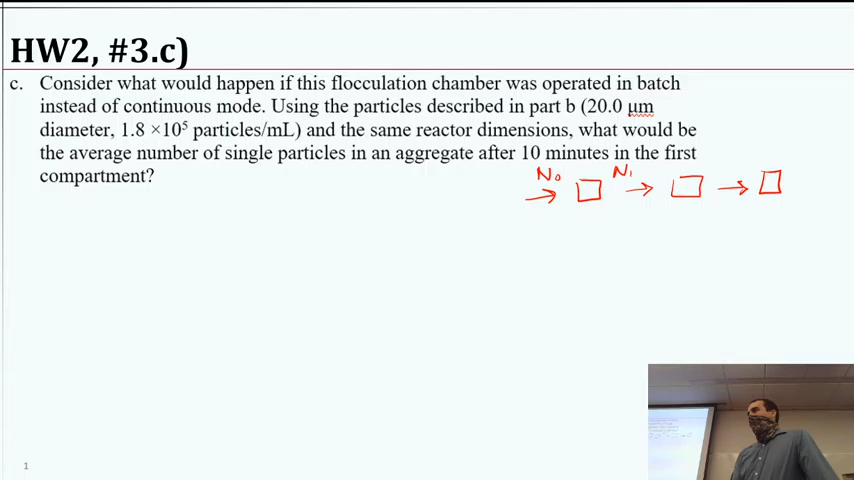 HW2, #3.c)
c. Consider what would happen if this flocculation chamber was operated in batch
instead of continuous mode. Using the particles described in part b (20.0 µm
diameter, 1.8 ×10⁵ particles/mL) and the same reactor dimensions, what would be
the average number of single particles in an aggregate after 10 minutes in the first
compartment?
N₀ N₁
1